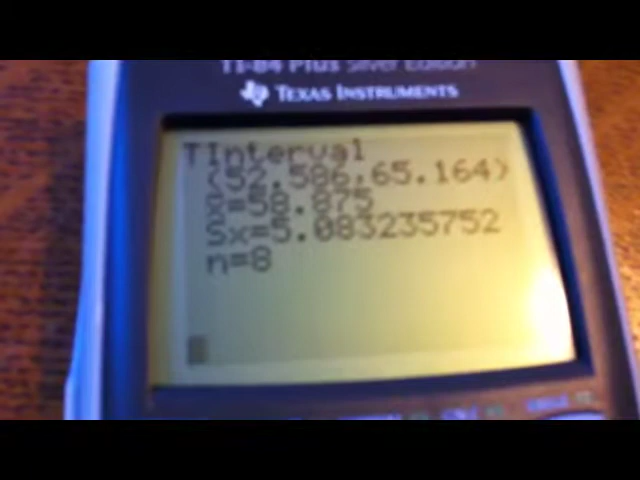 TI-84 Plus Silver Edition
TEXAS INSTRUMENTS
TInterval
(52.586,65.164)
x̄=58.875
Sx=5.083235752
n=8